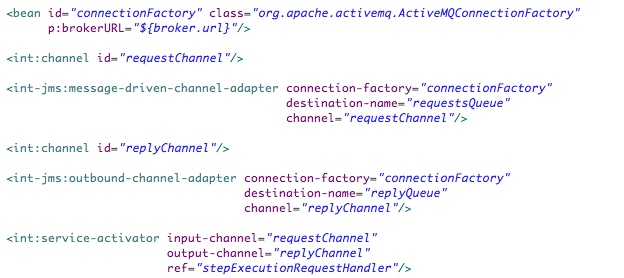 <bean id="connectionFactory" class="org.apache.activemq.ActiveMQConnectionFactory"
p:brokerURL="${broker.url}"/>
<int:channel id="requestChannel"/>
<int-jms:message-driven-channel-adapter connection-factory="connectionFactory"
destination-name="requestsQueue"
channel="requestChannel"/>
<int:channel id="replyChannel"/>
<int-jms:outbound-channel-adapter connection-factory="connectionFactory"
destination-name="replyQueue"
channel="replyChannel"/>
<int:service-activator input-channel="requestChannel"
output-channel="replyChannel"
ref="stepExecutionRequestHandler"/>